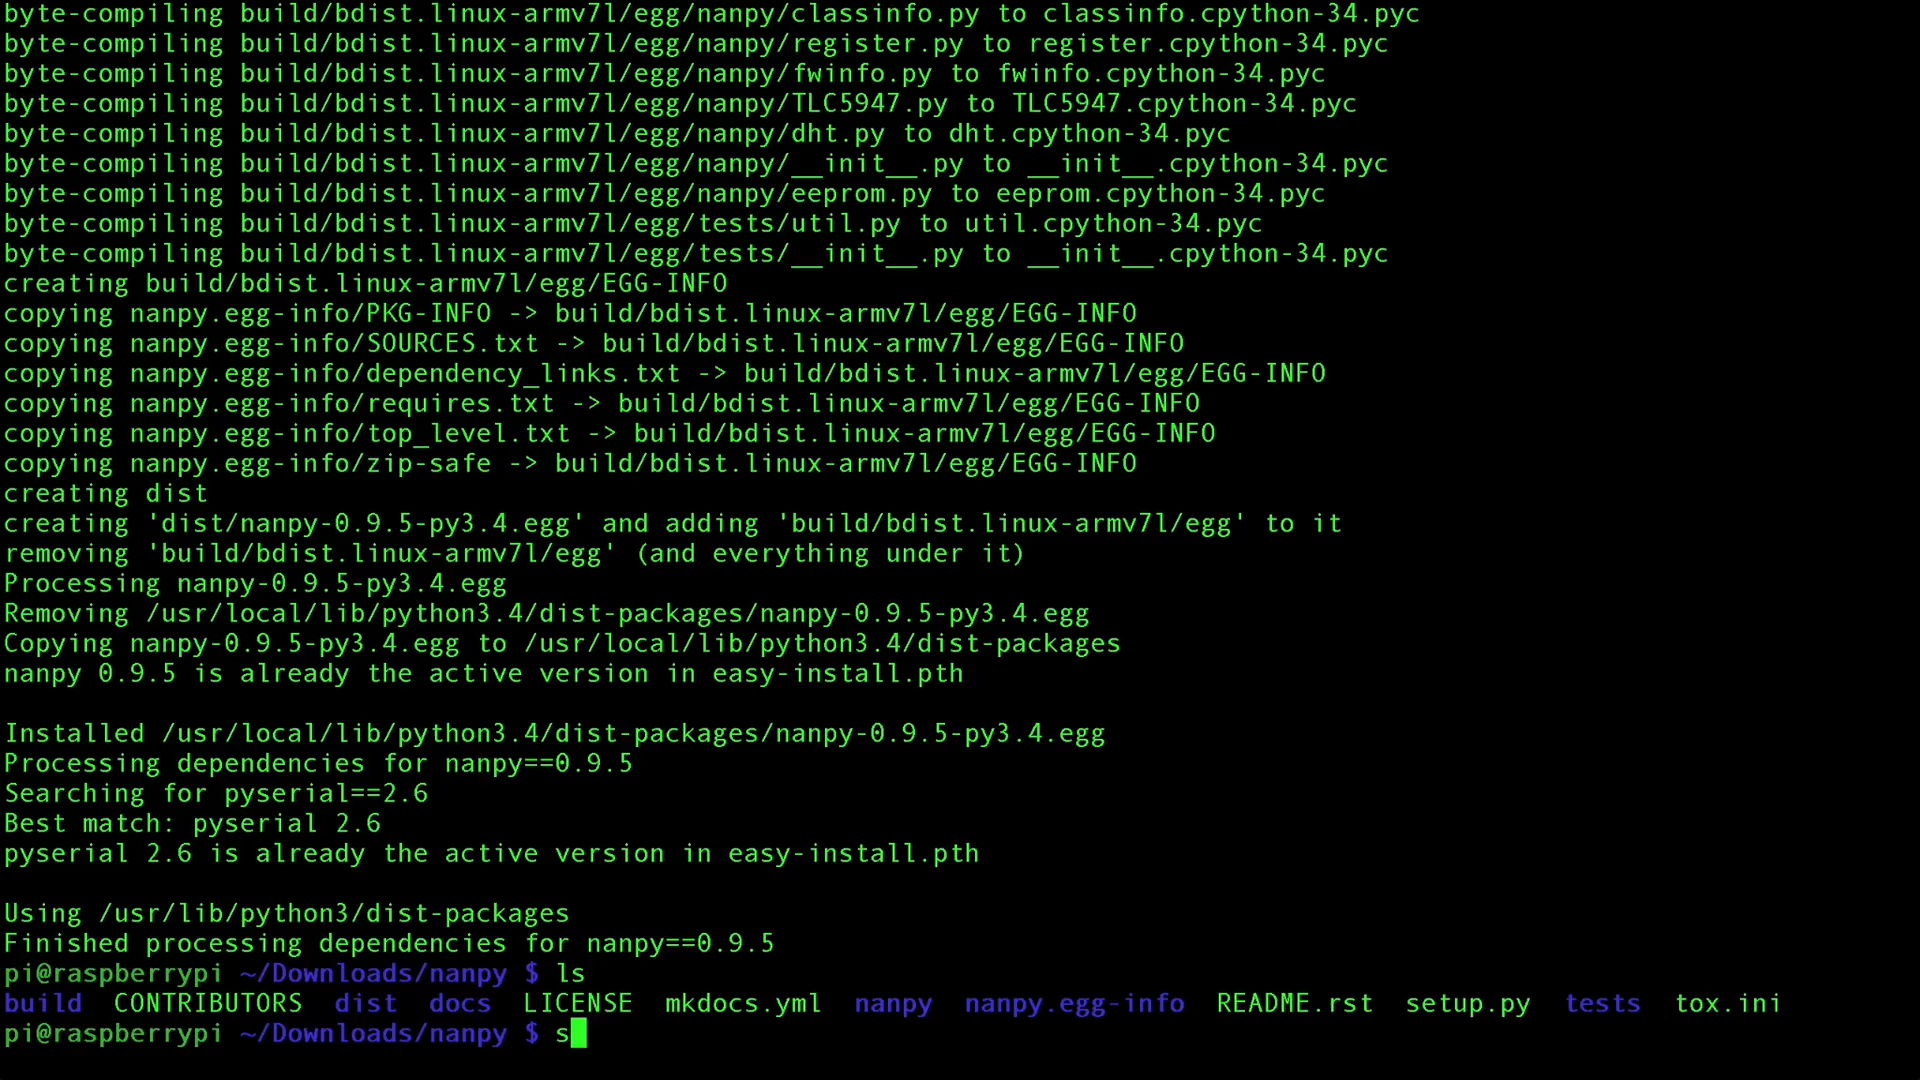 byte-compiling build/bdist.linux-armv7l/egg/nanpy/classinfo.py to classinfo.cpython-34.pyc
byte-compiling build/bdist.linux-armv7l/egg/nanpy/register.py to register.cpython-34.pyc
byte-compiling build/bdist.linux-armv7l/egg/nanpy/fwinfo.py to fwinfo.cpython-34.pyc
byte-compiling build/bdist.linux-armv7l/egg/nanpy/TLC5947.py to TLC5947.cpython-34.pyc
byte-compiling build/bdist.linux-armv7l/egg/nanpy/dht.py to dht.cpython-34.pyc
byte-compiling build/bdist.linux-armv7l/egg/nanpy/__init__.py to __init__.cpython-34.pyc
byte-compiling build/bdist.linux-armv7l/egg/nanpy/eeprom.py to eeprom.cpython-34.pyc
byte-compiling build/bdist.linux-armv7l/egg/tests/util.py to util.cpython-34.pyc
byte-compiling build/bdist.linux-armv7l/egg/tests/__init__.py to __init__.cpython-34.pyc
creating build/bdist.linux-armv7l/egg/EGG-INFO
copying nanpy.egg-info/PKG-INFO -> build/bdist.linux-armv7l/egg/EGG-INFO
copying nanpy.egg-info/SOURCES.txt -> build/bdist.linux-armv7l/egg/EGG-INFO
copying nanpy.egg-info/dependency_links.txt -> build/bdist.linux-armv7l/egg/EGG-INFO
copying nanpy.egg-info/requires.txt -> build/bdist.linux-armv7l/egg/EGG-INFO
copying nanpy.egg-info/top_level.txt -> build/bdist.linux-armv7l/egg/EGG-INFO
copying nanpy.egg-info/zip-safe -> build/bdist.linux-armv7l/egg/EGG-INFO
creating dist
creating 'dist/nanpy-0.9.5-py3.4.egg' and adding 'build/bdist.linux-armv7l/egg' to it
removing 'build/bdist.linux-armv7l/egg' (and everything under it)
Processing nanpy-0.9.5-py3.4.egg
Removing /usr/local/lib/python3.4/dist-packages/nanpy-0.9.5-py3.4.egg
Copying nanpy-0.9.5-py3.4.egg to /usr/local/lib/python3.4/dist-packages
nanpy 0.9.5 is already the active version in easy-install.pth
Installed /usr/local/lib/python3.4/dist-packages/nanpy-0.9.5-py3.4.egg
Processing dependencies for nanpy==0.9.5
Searching for pyserial==2.6
Best match: pyserial 2.6
pyserial 2.6 is already the active version in easy-install.pth
Using /usr/lib/python3/dist-packages
Finished processing dependencies for nanpy==0.9.5
pi@raspberrypi ~/Downloads/nanpy $ ls
build CONTRIBUTORS dist docs LICENSE mkdocs.yml nanpy nanpy.egg-info README.rst setup.py tests tox.ini
pi@raspberrypi ~/Downloads/nanpy $ s